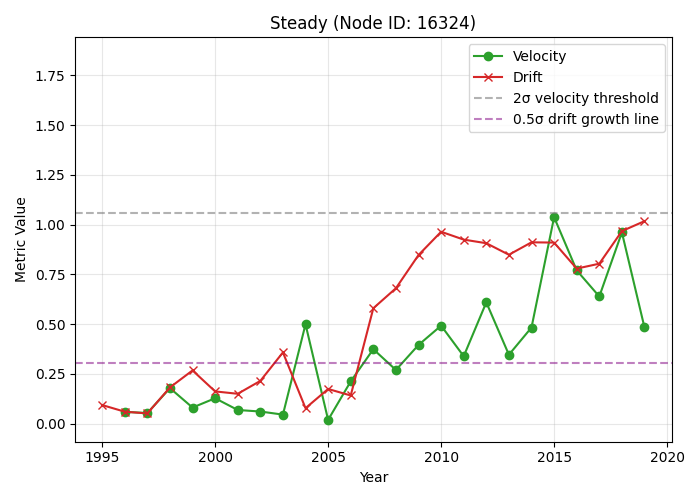 Steady (Node ID: 16324)
Velocity
Drift
2σ velocity threshold
0.5σ drift growth line
Metric Value
1.75
1.50
1.25
1.00
0.75
0.50
0.25
0.00
1995 2000 2005 2010 2015 2020
Year